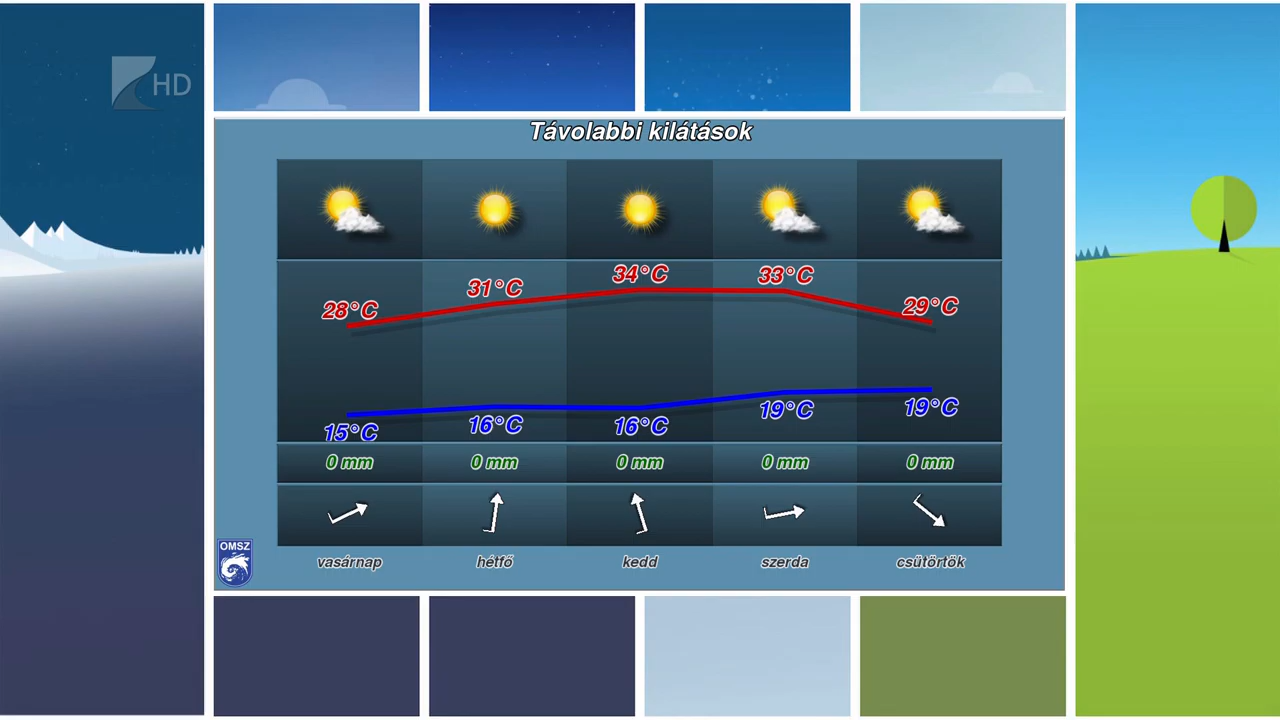 HD
Távolabbi kilátások
28°C 31°C 34°C 33°C 29°C
15°C 16°C 16°C 19°C 19°C
0 mm 0 mm 0 mm 0 mm 0 mm
OMSZ
vasárnap hétfő kedd szerda csütörtök